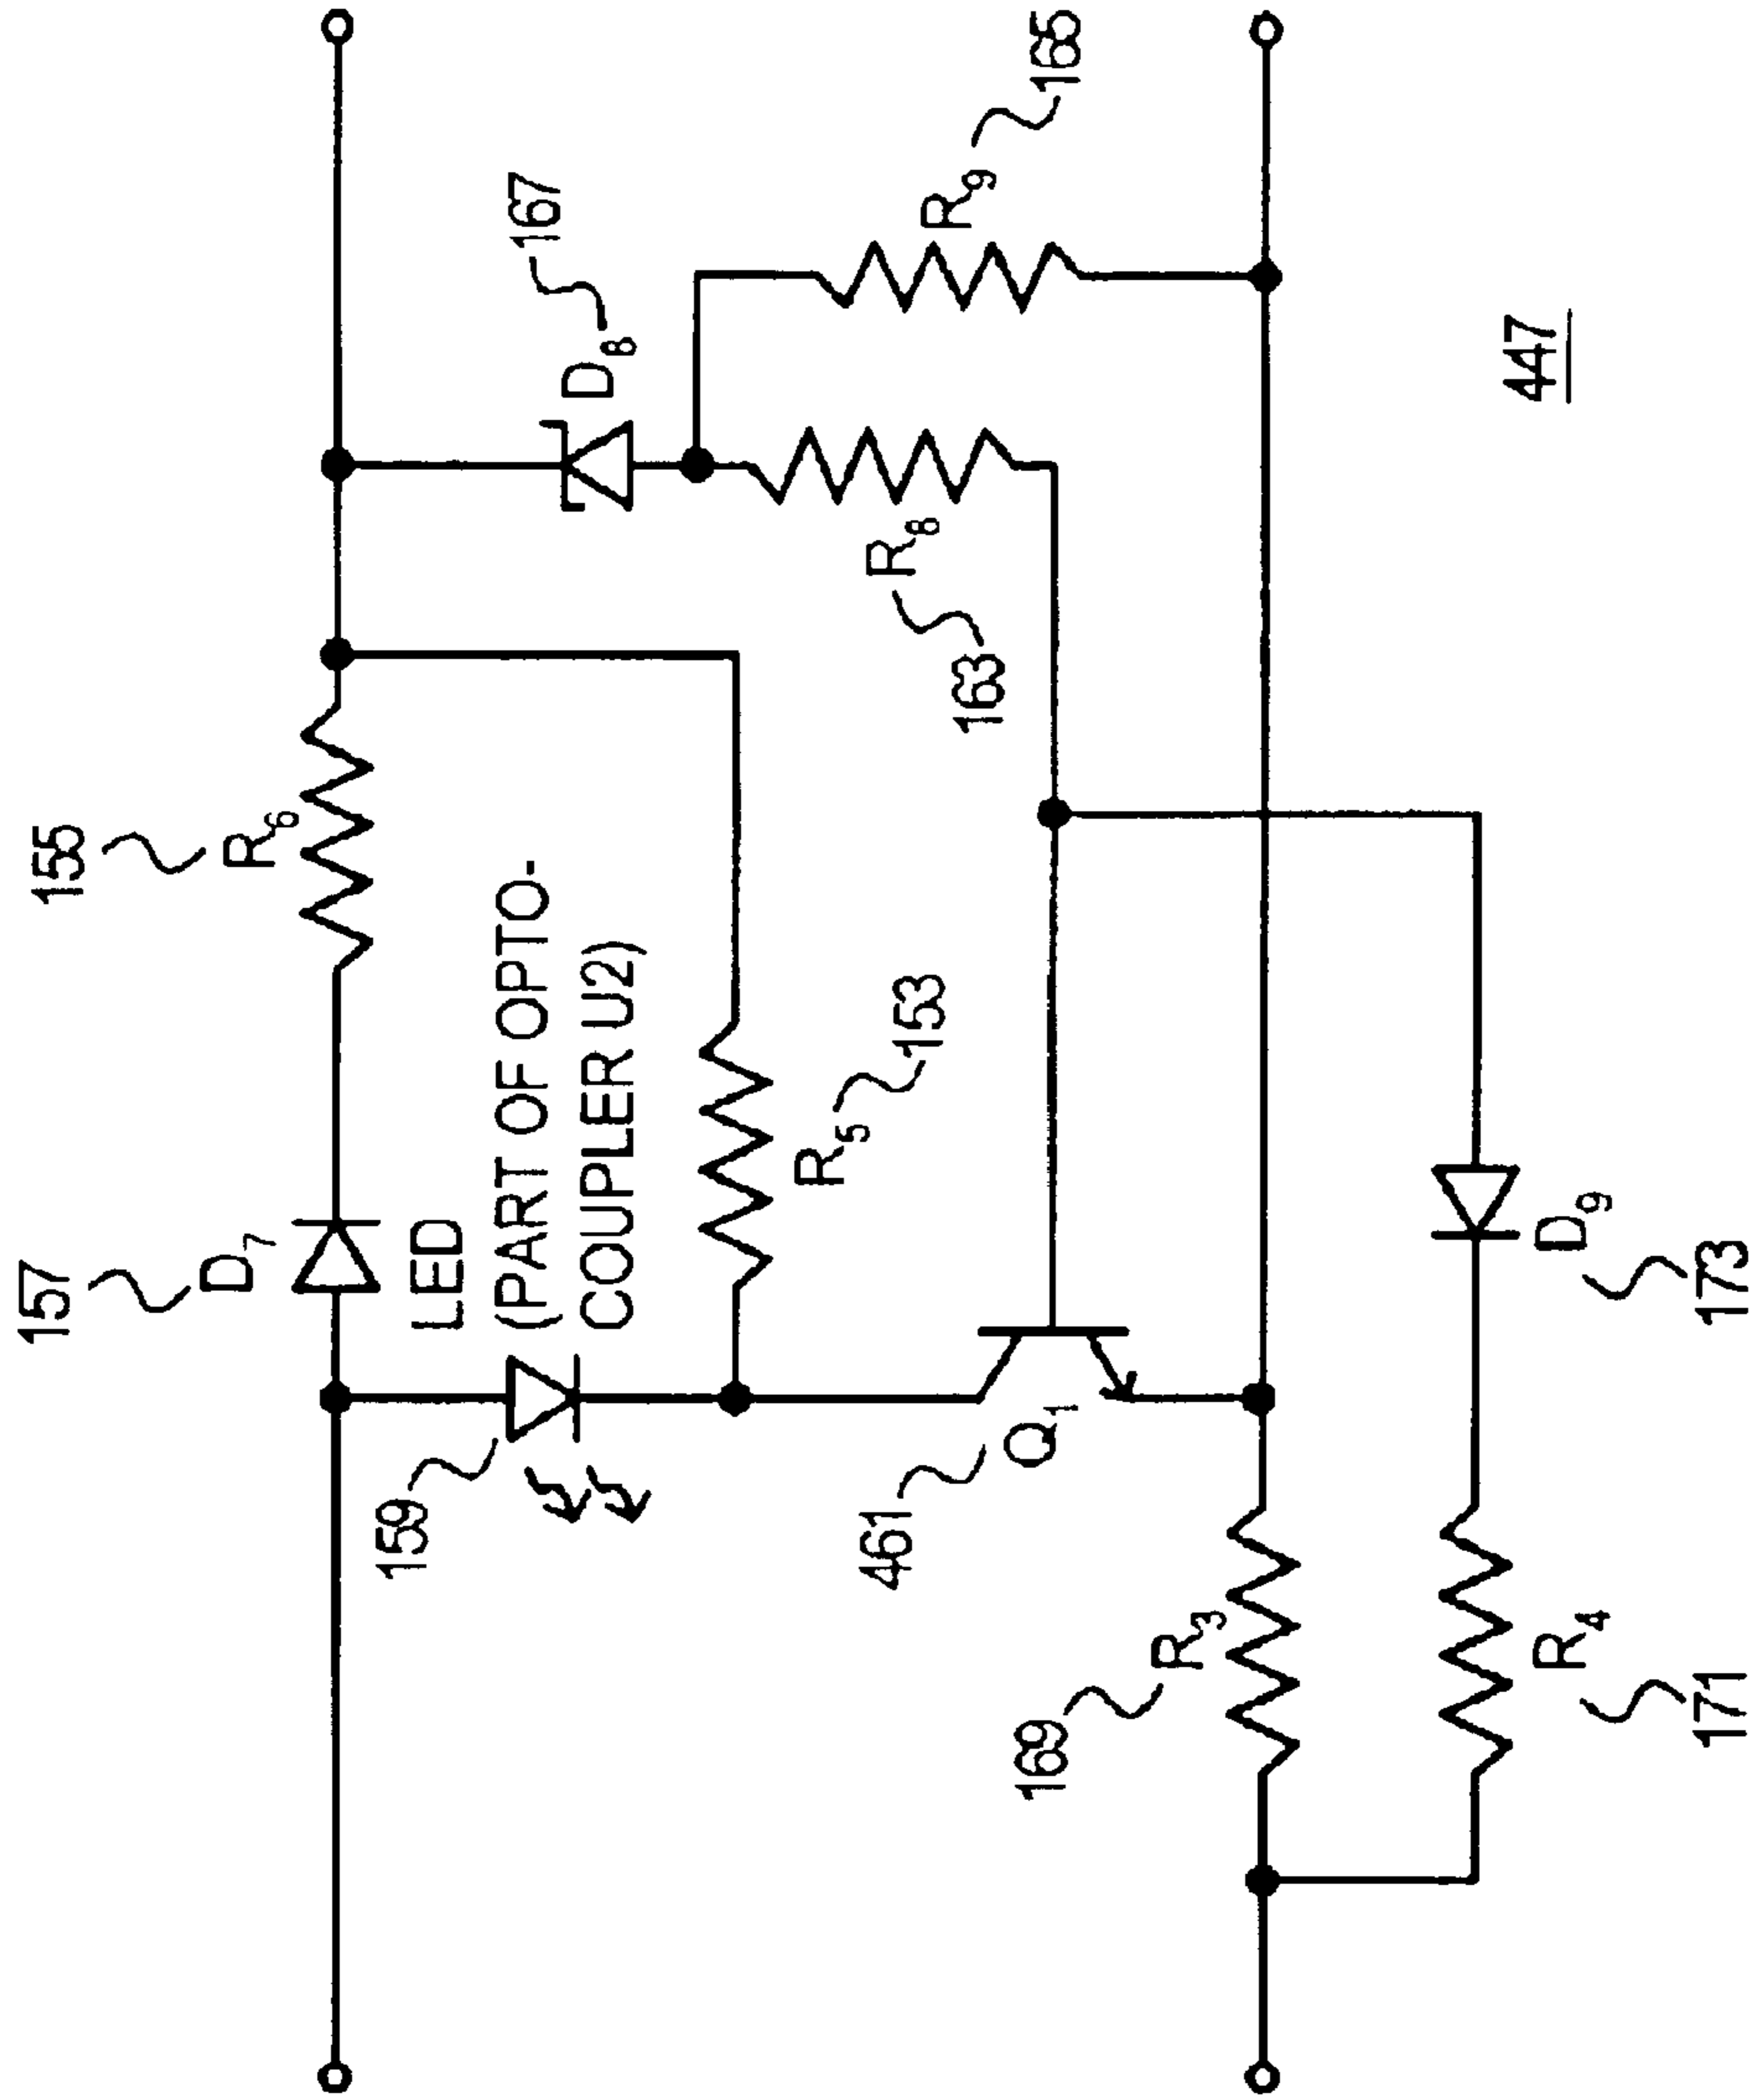 157
155
D7
R6
159
LED
(PART OF OPTO-
COUPLER U2)
167
D8
R5
153
461
Q1
R8
163
R9
165
169
R3
447
R4
D9
171
173